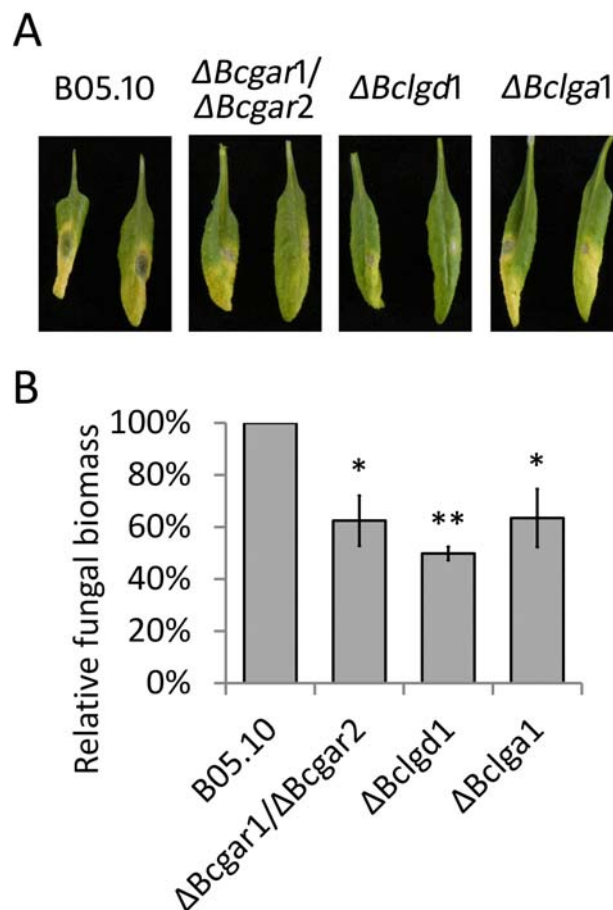 A
B05.10
ΔBcgar1/
ΔBcgar2
ΔBclgd1
ΔBclga1
B
Relative fungal biomass
100%
80%
60%
40%
20%
0%
*
**
*
B05.10
ΔBcgar1/ΔBcgar2
ΔBclgd1
ΔBclga1